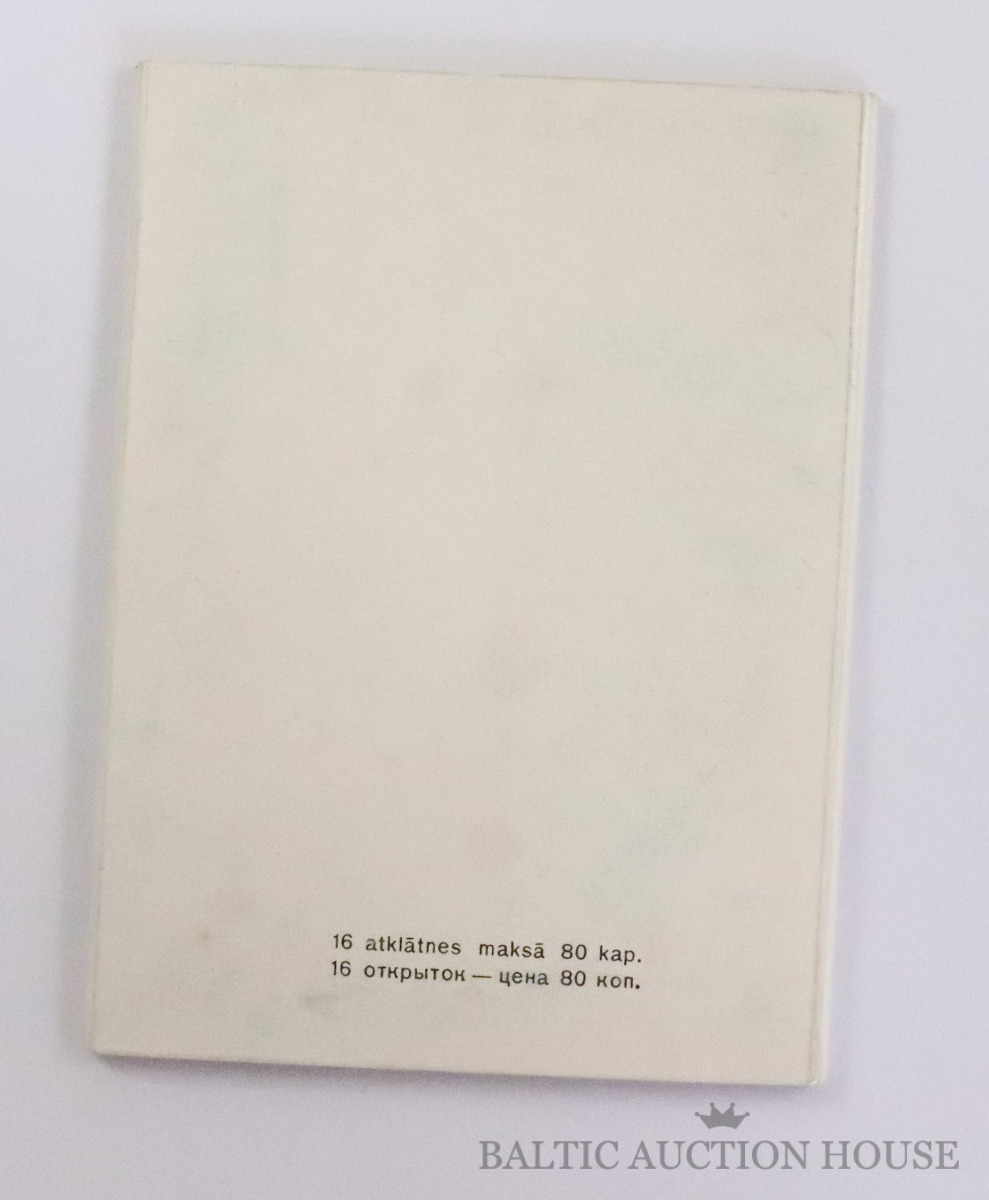 16 atklātnes maksā 80 kap.
16 открыток — цена 80 коп.
BALTIC AUCTION HOUSE